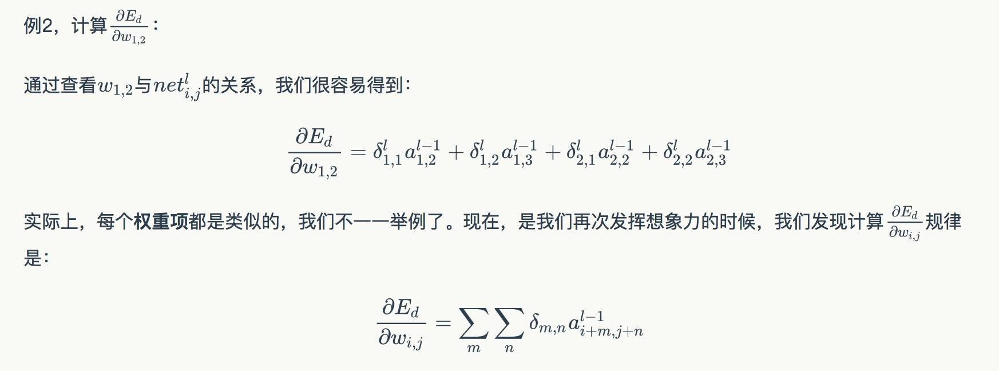 例2，计算$\frac{\partial E_d}{\partial w_{1,2}}$：
通过查看$w_{1,2}$与$net^l_{i,j}$的关系，我们很容易得到：
$\frac{\partial E_d}{\partial w_{1,2}} = \delta^l_{1,1}a^{l-1}_{1,2} + \delta^l_{1,2}a^{l-1}_{1,3} + \delta^l_{2,1}a^{l-1}_{2,2} + \delta^l_{2,2}a^{l-1}_{2,3}$
实际上，每个权重项都是类似的，我们不一一举例了。现在，是我们再次发挥想象力的时候，我们发现计算$\frac{\partial E_d}{\partial w_{i,j}}$规律
是：
$\frac{\partial E_d}{\partial w_{i,j}} = \sum_m \sum_n \delta_{m,n}a^{l-1}_{i+m,j+n}$